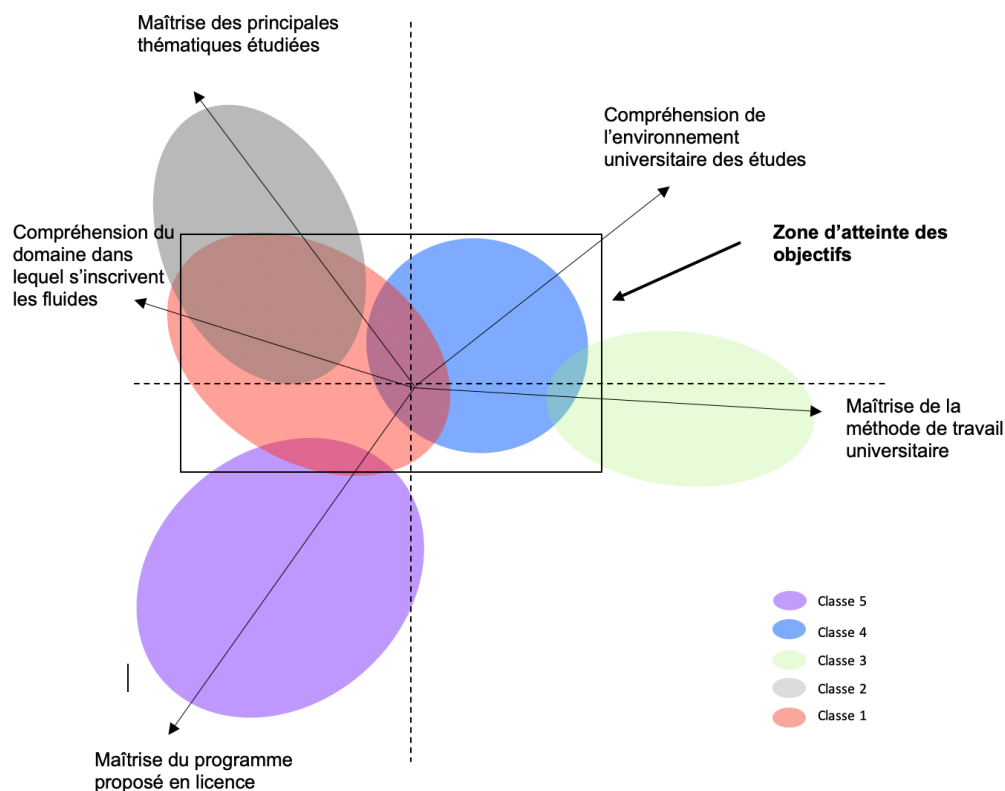 Maîtrise des principales
thématiques étudiées
Compréhension de
l’environnement
universitaire des études
Compréhension du
domaine dans
lequel s’inscrivent
les fluides
Zone d’atteinte des
objectifs
Maîtrise de la
méthode de travail
universitaire
Classe 5
Classe 4
Classe 3
Classe 2
Classe 1
Maîtrise du programme
proposé en licence